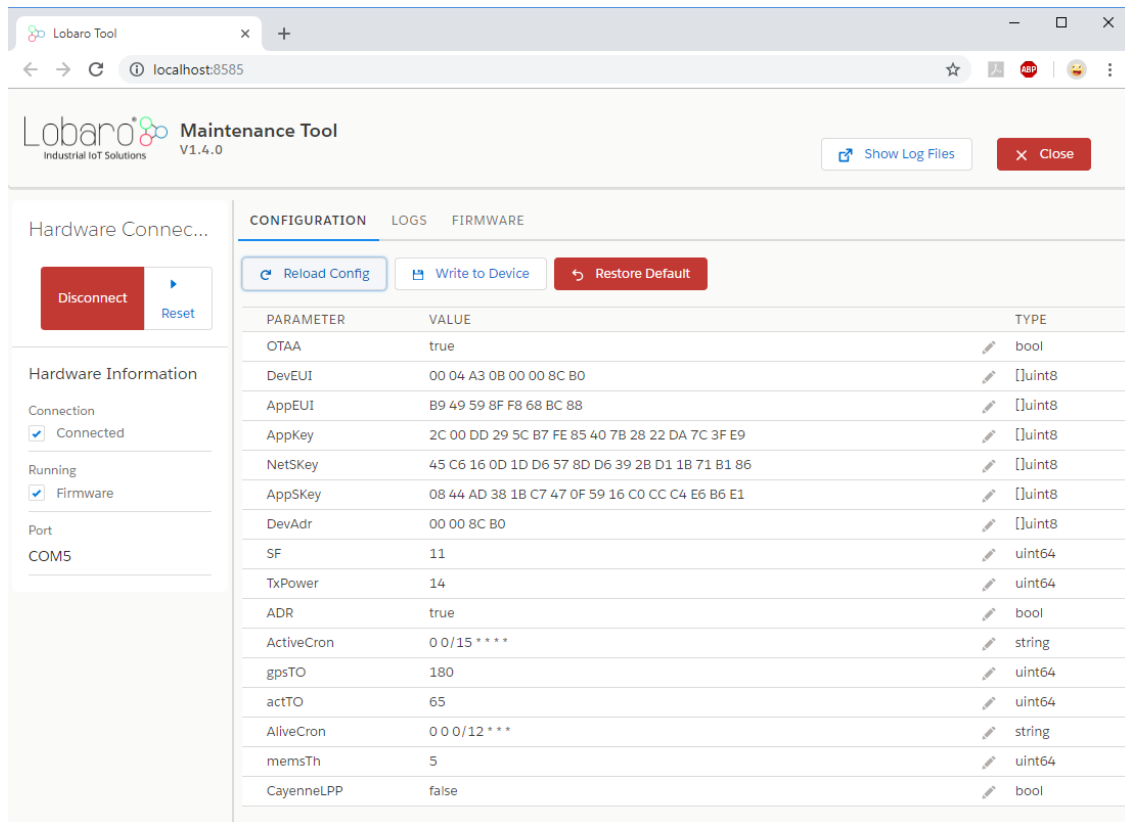 Lobaro Tool
localhost:8585
ABP
Lobaro
Industrial IoT Solutions
Maintenance Tool
V1.4.0
Show Log Files
Close
Hardware Connec...
Disconnect
Reset
Hardware Information
Connection
Connected
Running
Firmware
Port
COM5
CONFIGURATION LOGS FIRMWARE
Reload Config Write to Device Restore Default
PARAMETER VALUE TYPE
OTAA true bool
DevEUI 00 04 A3 0B 00 00 8C B0 []uint8
AppEUI B9 49 59 8F F8 68 BC 88 []uint8
AppKey 2C 00 DD 29 5C B7 FE 85 40 7B 28 22 DA 7C 3F E9 []uint8
NetSKey 45 C6 16 0D 1D D6 57 8D D6 39 2B D1 1B 71 B1 86 []uint8
AppSKey 08 44 AD 38 1B C7 47 0F 59 16 C0 CC C4 E6 B6 E1 []uint8
DevAdr 00 00 8C B0 []uint8
SF 11 uint64
TxPower 14 uint64
ADR true bool
ActiveCron 0 0/15 * * * * string
gpsTO 180 uint64
actTO 65 uint64
AliveCron 0 0 0/12 * * * string
memsTh 5 uint64
CayenneLPP false bool